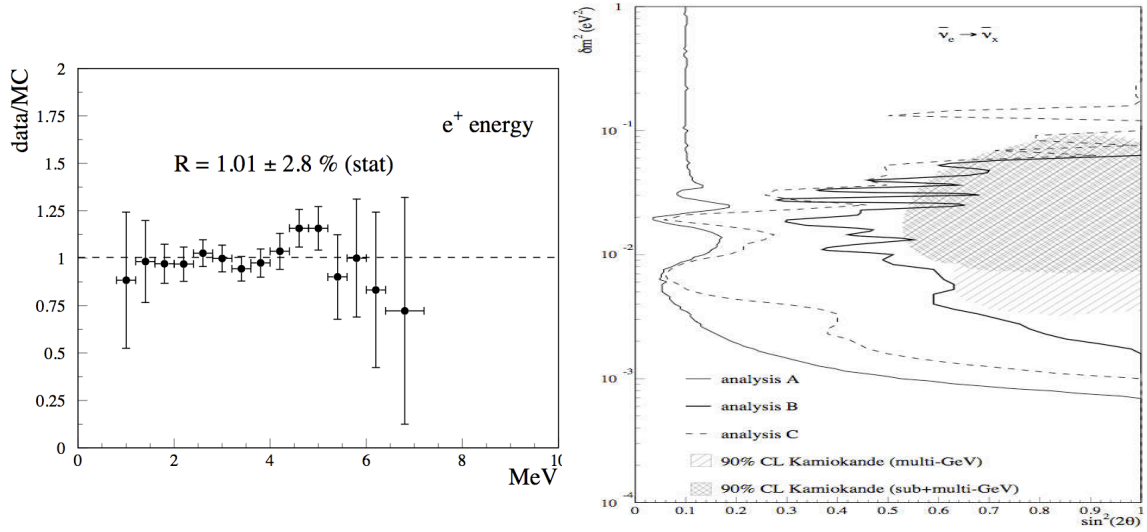 data/MC
2
1.75
1.5
1.25
1
0.75
0.5
0.25
0
e⁺ energy
R = 1.01 ± 2.8 % (stat)
0
2
4
6
8
10
MeV
δm² (eV²)
1
10⁻¹
10⁻²
10⁻³
10⁻⁴
ν̅ₑ → ν̅ₓ
analysis A
analysis B
analysis C
90% CL Kamiokande (multi-GeV)
90% CL Kamiokande (sub+multi-GeV)
0
0.1
0.2
0.3
0.4
0.5
0.6
0.7
0.8
0.9
1
sin²(2θ)